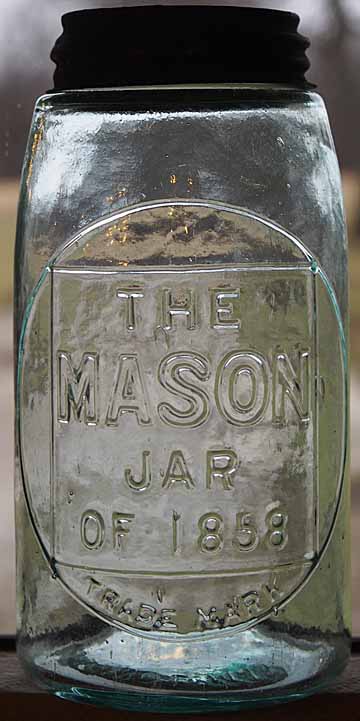 THE
MASON
JAR
OF 1858
TRADE MARK